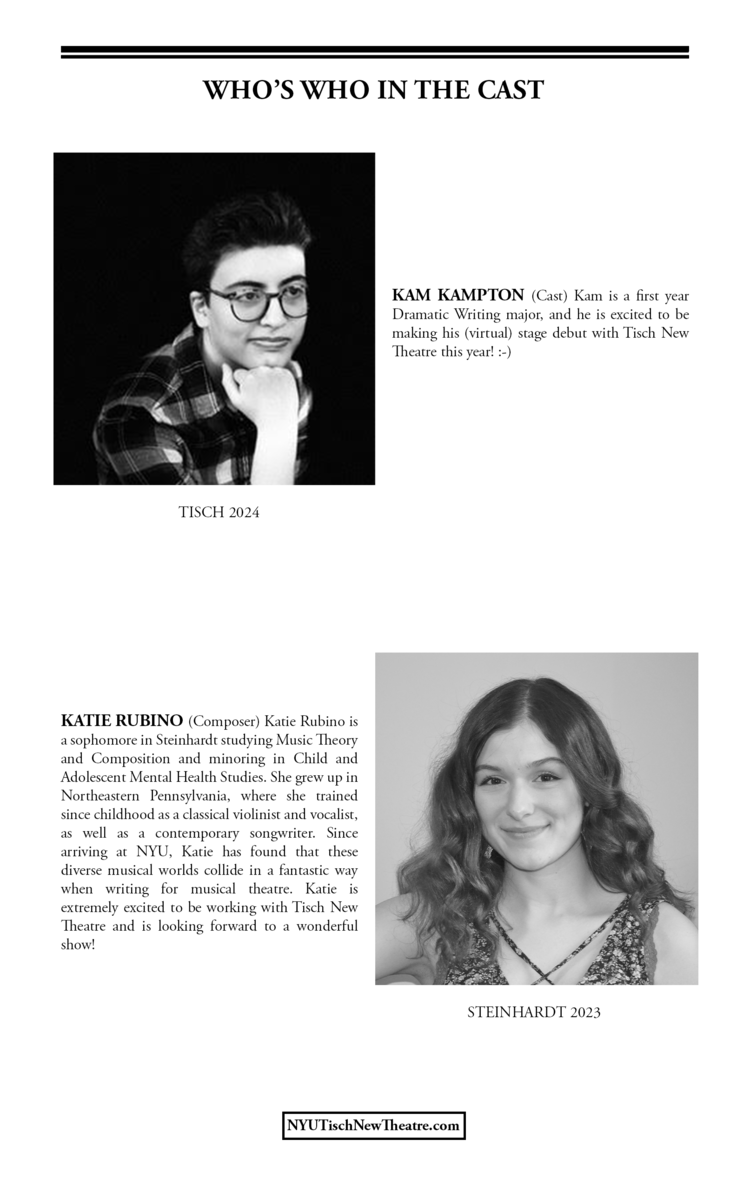 WHO'S WHO IN THE CAST
KAM KAMPTON (Cast) Kam is a first year
Dramatic Writing major, and he is excited to be
making his (virtual) stage debut with Tisch New
Theatre this year! :-)
TISCH 2024
KATIE RUBINO (Composer) Katie Rubino is
a sophomore in Steinhardt studying Music Theory
and Composition and minoring in Child and
Adolescent Mental Health Studies. She grew up in
Northeastern Pennsylvania, where she trained
since childhood as a classical violinist and vocalist,
as well as a contemporary songwriter. Since
arriving at NYU, Katie has found that these
diverse musical worlds collide in a fantastic way
when writing for musical theatre. Katie is
extremely excited to be working with Tisch New
Theatre and is looking forward to a wonderful
show!
STEINHARDT 2023
NYUTischNewTheatre.com